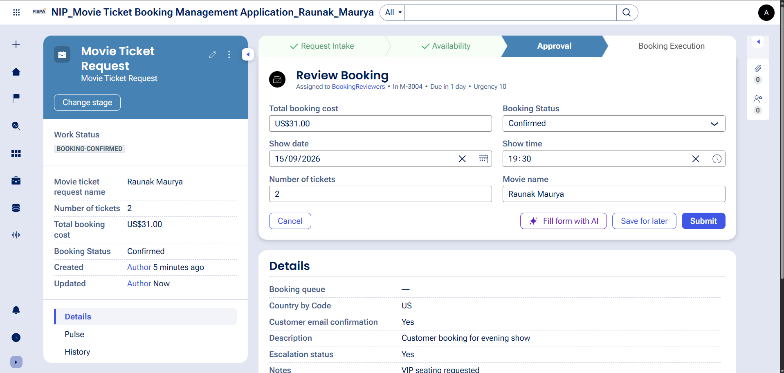 NIP_Movie Ticket Booking Management Application_Raunak_Maurya
All
A
Movie Ticket Request
Movie Ticket Request
Change stage
Work Status
BOOKING-CONFIRMED
Movie ticket request name Raunak Maurya
Number of tickets 2
Total booking cost US$31.00
Booking Status Confirmed
Created Author 5 minutes ago
Updated Author Now
Details
Pulse
History
Request Intake
Availability
Approval
Booking Execution
Review Booking
Assigned to BookingReviewers • In M-3004 • Due in 1 day • Urgency 10
Total booking cost
US$31.00
Booking Status
Confirmed
Show date
15/09/2026
Show time
19:30
Number of tickets
2
Movie name
Raunak Maurya
Cancel
Fill form with AI
Save for later
Submit
Details
Booking queue —
Country by Code US
Customer email confirmation Yes
Description Customer booking for evening show
Escalation status Yes
Notes VIP seating requested
0
0